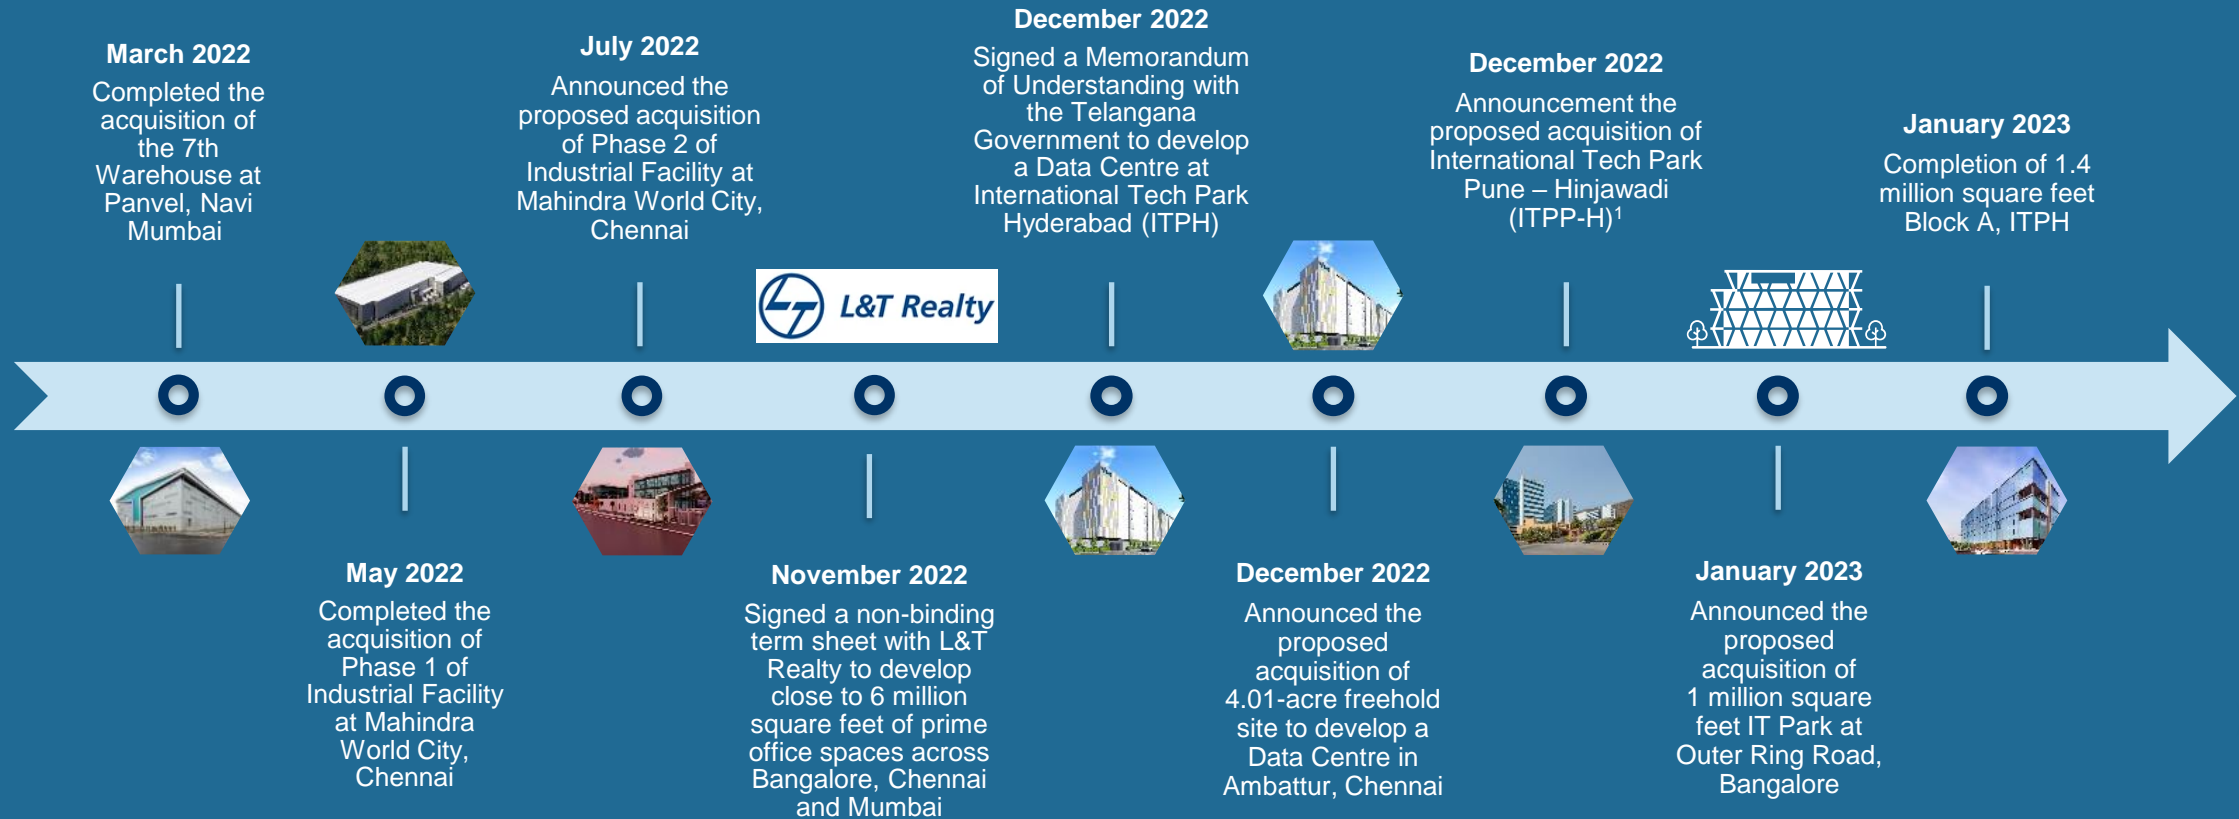 March 2022
Completed the
acquisition of
the 7th
Warehouse at
Panvel, Navi
Mumbai
May 2022
Completed the
acquisition of
Phase 1 of
Industrial Facility
at Mahindra
World City,
Chennai
July 2022
Announced the
proposed acquisition
of Phase 2 of
Industrial Facility at
Mahindra World City,
Chennai
L&T Realty
November 2022
Signed a non-binding
term sheet with L&T
Realty to develop
close to 6 million
square feet of prime
office spaces across
Bangalore, Chennai
and Mumbai
December 2022
Signed a Memorandum
of Understanding with
the Telangana
Government to develop
a Data Centre at
International Tech Park
Hyderabad (ITPH)
December 2022
Announced the
proposed
acquisition of
4.01-acre freehold
site to develop a
Data Centre in
Ambattur, Chennai
December 2022
Announcement the
proposed acquisition of
International Tech Park
Pune – Hinjawadi
(ITPP-H)¹
January 2023
Announced the
proposed
acquisition of
1 million square
feet IT Park at
Outer Ring Road,
Bangalore
January 2023
Completion of 1.4
million square feet
Block A, ITPH